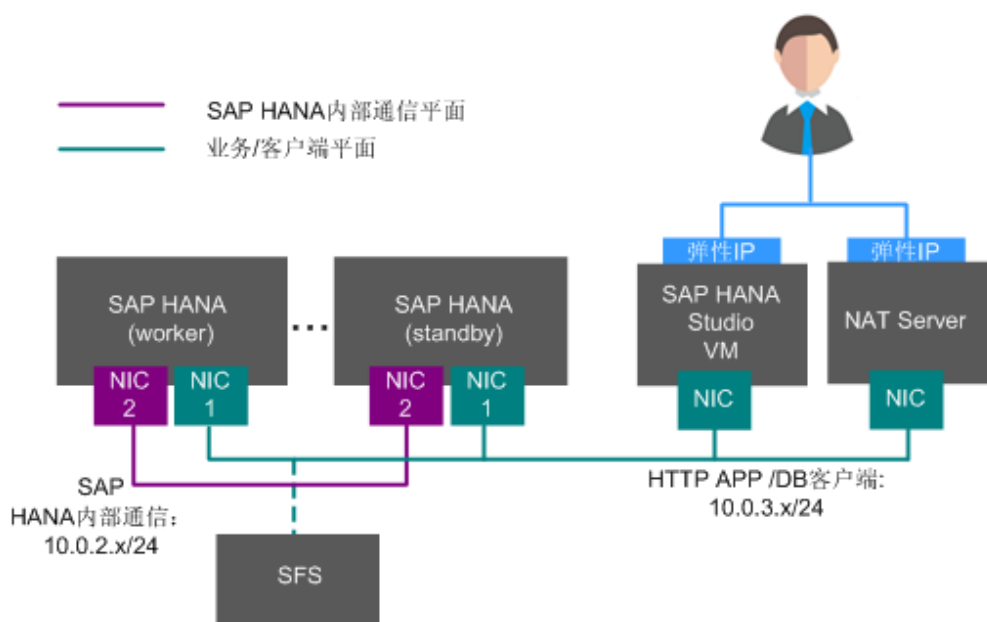 SAP HANA内部通信平面
业务/客户端平面
弹性IP
弹性IP
SAP HANA
(worker)
...
SAP HANA
(standby)
SAP HANA
Studio
VM
NAT Server
NIC
2
NIC
1
NIC
2
NIC
1
NIC
NIC
SAP
HANA内部通信：
10.0.2.x/24
HTTP APP /DB客户端:
10.0.3.x/24
SFS